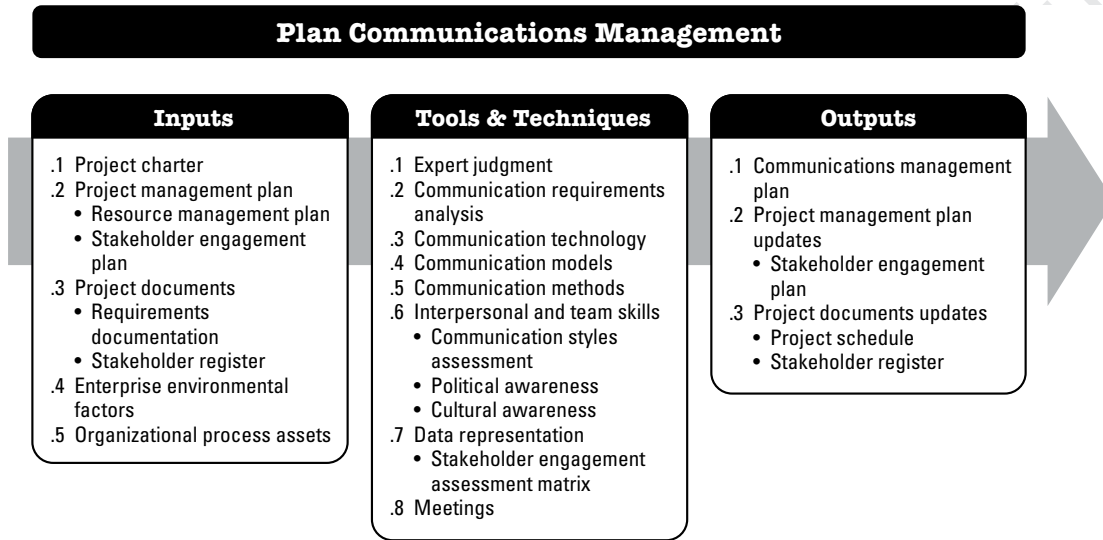 Plan Communications Management
Inputs
.1 Project charter
.2 Project management plan
• Resource management plan
• Stakeholder engagement
plan
.3 Project documents
• Requirements
documentation
• Stakeholder register
.4 Enterprise environmental
factors
.5 Organizational process assets
Tools & Techniques
.1 Expert judgment
.2 Communication requirements
analysis
.3 Communication technology
.4 Communication models
.5 Communication methods
.6 Interpersonal and team skills
• Communication styles
assessment
• Political awareness
• Cultural awareness
.7 Data representation
• Stakeholder engagement
assessment matrix
.8 Meetings
Outputs
.1 Communications management
plan
.2 Project management plan
updates
• Stakeholder engagement
plan
.3 Project documents updates
• Project schedule
• Stakeholder register